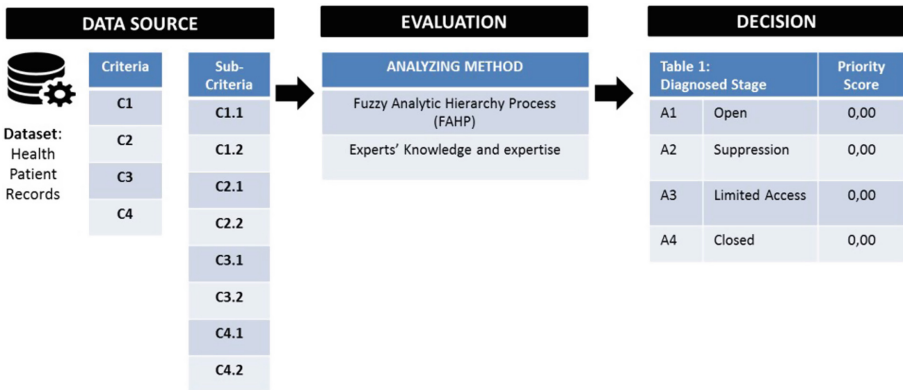 DATA SOURCE
Dataset:
Health
Patient
Records
Criteria
C1
C2
C3
C4
Sub-
Criteria
C1.1
C1.2
C2.1
C2.2
C3.1
C3.2
C4.1
C4.2
EVALUATION
ANALYZING METHOD
Fuzzy Analytic Hierarchy Process
(FAHP)
Experts' Knowledge and expertise
DECISION
Table 1: Priority
Diagnosed Stage Score
A1 Open 0,00
A2 Suppression 0,00
A3 Limited Access 0,00
A4 Closed 0,00